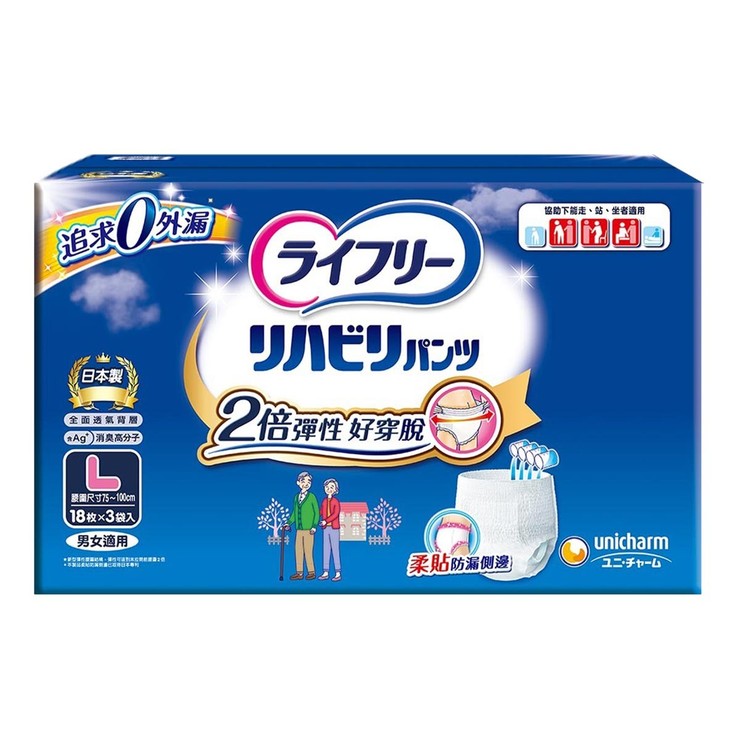 追求0外漏
ライフリー
リハビリパンツ
2倍彈性 好穿脫
協助下能走、站、坐者適用
日本製
全面透氣背層
含Ag+ 消臭高分子
L
腰圍尺寸75~100cm
18枚×3袋入
男女適用
柔貼防漏側邊
unicharm
ユニ・チャーム